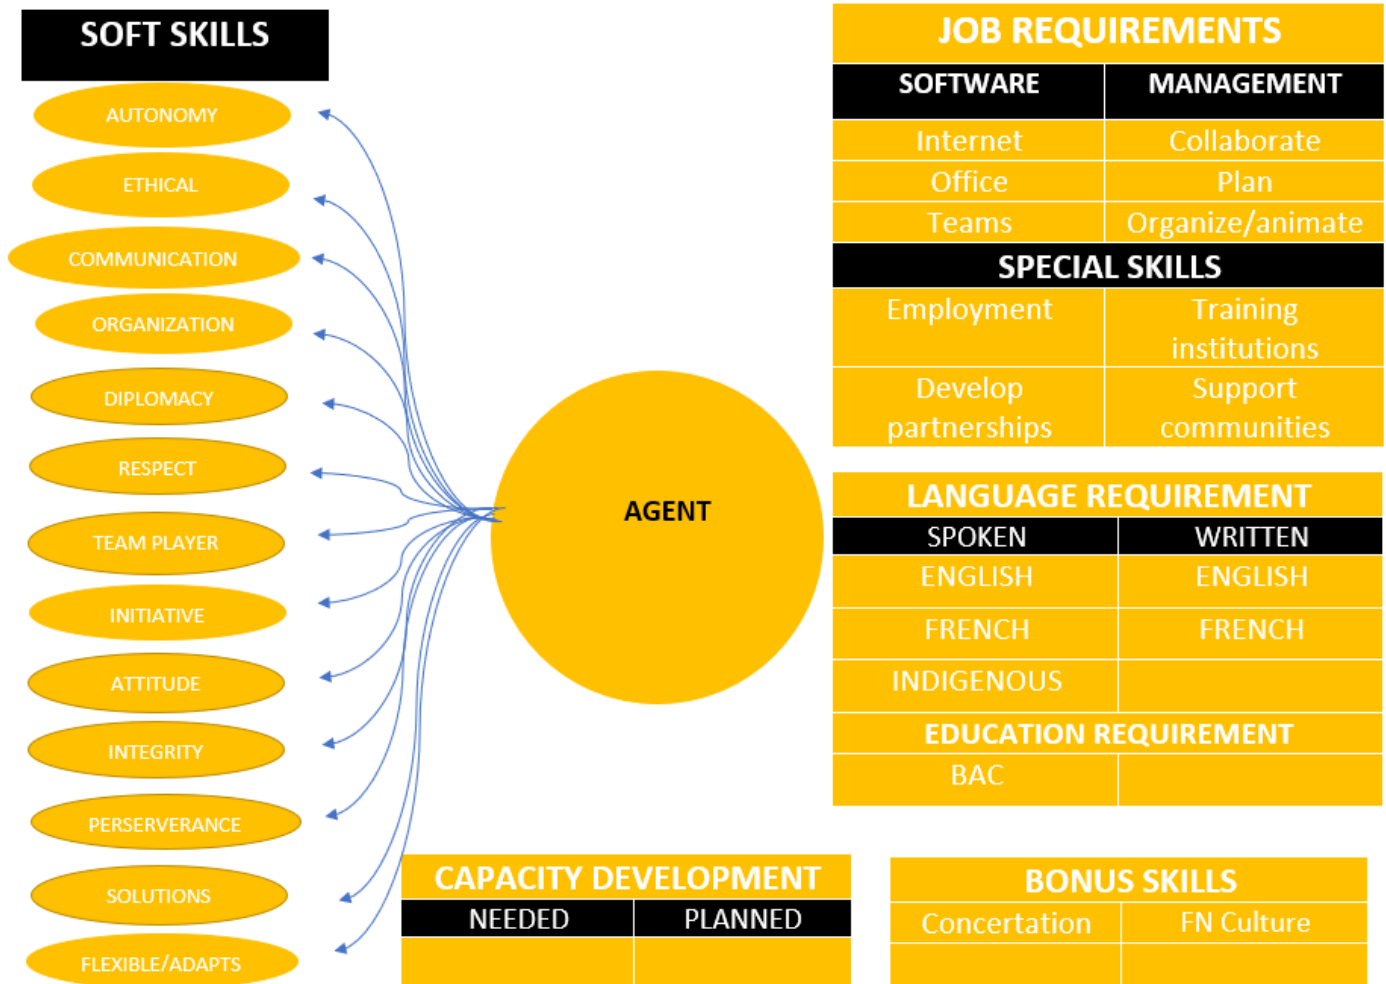 SOFT SKILLS
AUTONOMY
ETHICAL
COMMUNICATION
ORGANIZATION
DIPLOMACY
RESPECT
TEAM PLAYER
INITIATIVE
ATTITUDE
INTEGRITY
PERSERVERANCE
SOLUTIONS
FLEXIBLE/ADAPTS
AGENT
JOB REQUIREMENTS
SOFTWARE MANAGEMENT
Internet Collaborate
Office Plan
Teams Organize/animate
SPECIAL SKILLS
Employment Training
institutions
Develop Support
partnerships communities
LANGUAGE REQUIREMENT
SPOKEN WRITTEN
ENGLISH ENGLISH
FRENCH FRENCH
INDIGENOUS
EDUCATION REQUIREMENT
BAC
CAPACITY DEVELOPMENT
NEEDED PLANNED
BONUS SKILLS
Concertation FN Culture